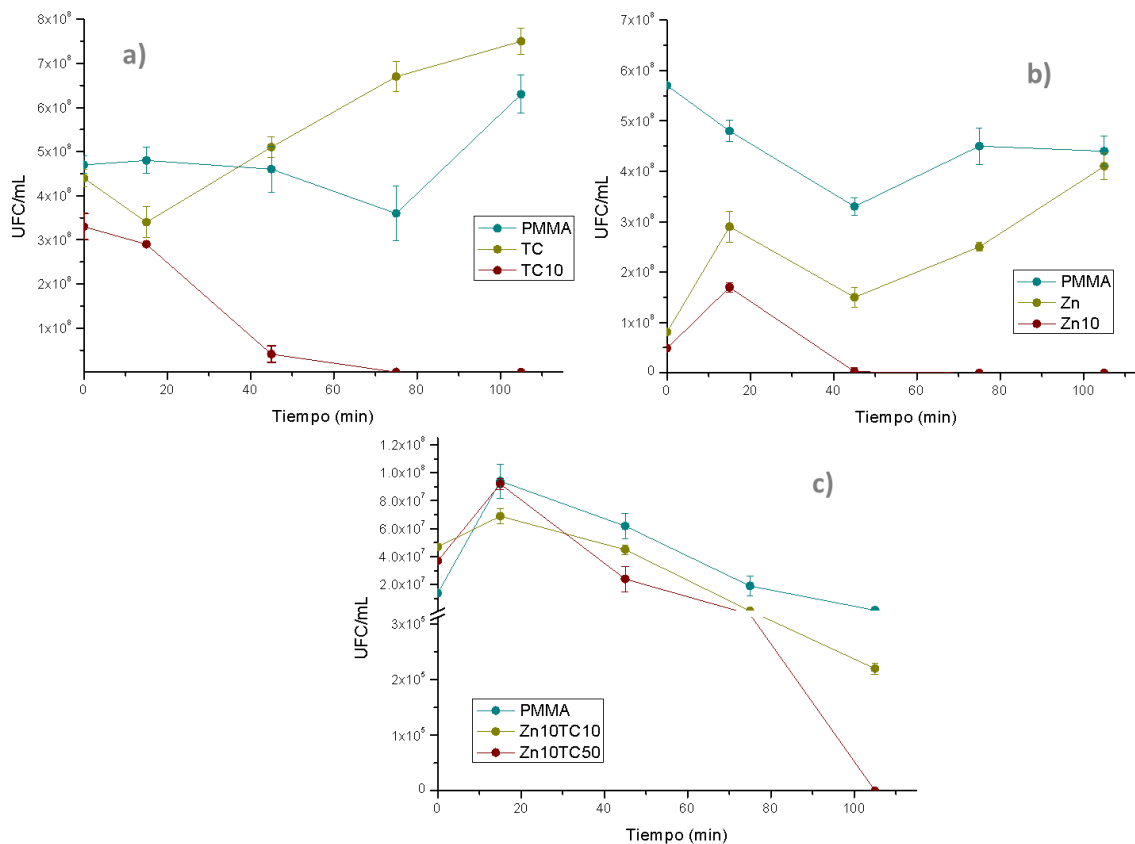 a)
UFC/mL
8x10⁸
7x10⁸
6x10⁸
5x10⁸
4x10⁸
3x10⁸
2x10⁸
1x10⁸
0 20 40 60 80 100
Tiempo (min)
PMMA
TC
TC10
b)
UFC/mL
7x10⁸
6x10⁸
5x10⁸
4x10⁸
3x10⁸
2x10⁸
1x10⁸
0
0 20 40 60 80 100
Tiempo (min)
PMMA
Zn
Zn10
c)
UFC/mL
1.2x10⁸
1.0x10⁸
8.0x10⁷
6.0x10⁷
4.0x10⁷
2.0x10⁷
3x10⁵
2x10⁵
1x10⁵
0
0 20 40 60 80 100
Tiempo (min)
PMMA
Zn10TC10
Zn10TC50